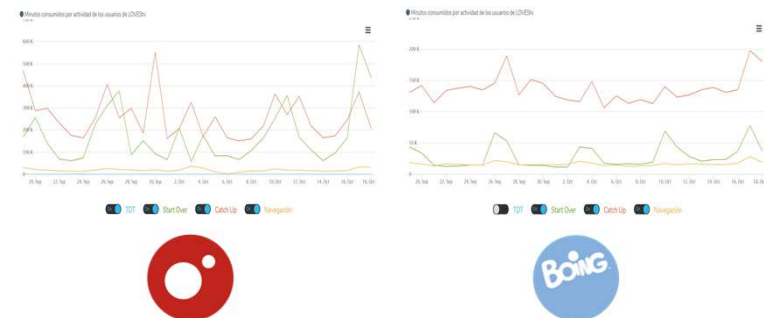 Minutos consumidos por actividad de los usuarios de LOVEStv
600 K
500 K
400 K
300 K
200 K
100 K
0 K
20. Sep 22. Sep 24. Sep 26. Sep 28. Sep 30. Sep 2. Oct 4. Oct 6. Oct 8. Oct 10. Oct 12. Oct 14. Oct 16. Oct 18. Oct
TDT Start Over Catch Up Navegación
Minutos consumidos por actividad de los usuarios de LOVEStv
200 K
150 K
100 K
50 K
0 K
20. Sep 22. Sep 24. Sep 26. Sep 28. Sep 30. Sep 2. Oct 4. Oct 6. Oct 8. Oct 10. Oct 12. Oct 14. Oct 16. Oct 18. Oct
TDT Start Over Catch Up Navegación
BOiNG